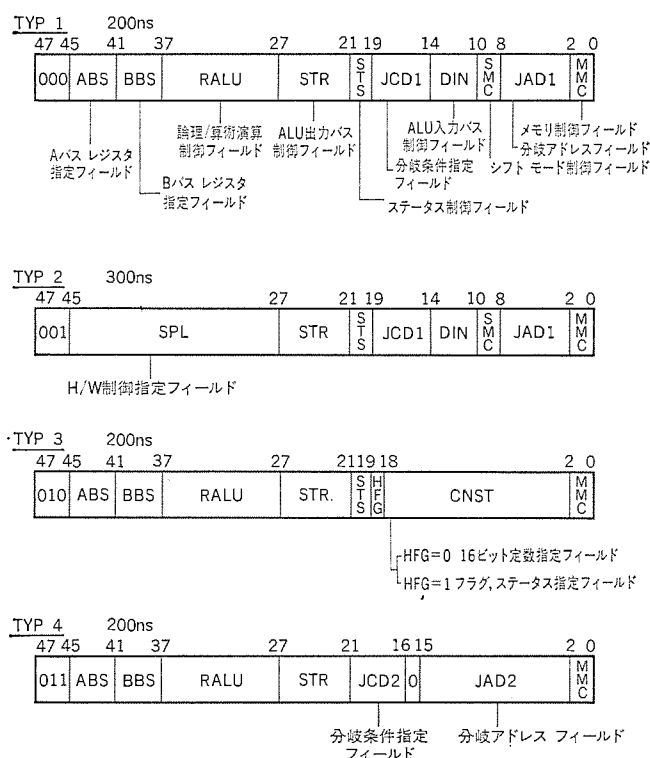 TYP 1 200ns
47 45 41 37 27 21 19 14 10 8 2 0
000 ABS BBS RALU STR STS JCD1 DIN SMC JAD1 MMC
Aバス レジスタ
指定フィールド
Bバス レジスタ
指定フィールド
論理/算術演算
制御フィールド
ALU出力バス
制御フィールド
ALU入力バス
制御フィールド
分岐条件指定
フィールド
ステータス制御フィールド
メモリ制御フィールド
分岐アドレスフィールド
シフト モード制御フィールド
TYP 2 300ns
47 45 27 21 19 14 10 8 2 0
001 SPL STR STS JCD1 DIN SMC JAD1 MMC
H/W制御指定フィールド
TYP 3 200ns
47 45 41 37 27 21 19 18 2 0
010 ABS BBS RALU STR. STS HFG CNST MMC
HFG=0 16ビット定数指定フィールド
HFG=1 フラグ,ステータス指定フィールド
TYP 4 200ns
47 45 41 37 27 21 16 15 2 0
011 ABS BBS RALU STR JCD2 0 JAD2 MMC
分岐条件指定
フィールド
分岐アドレス フィールド